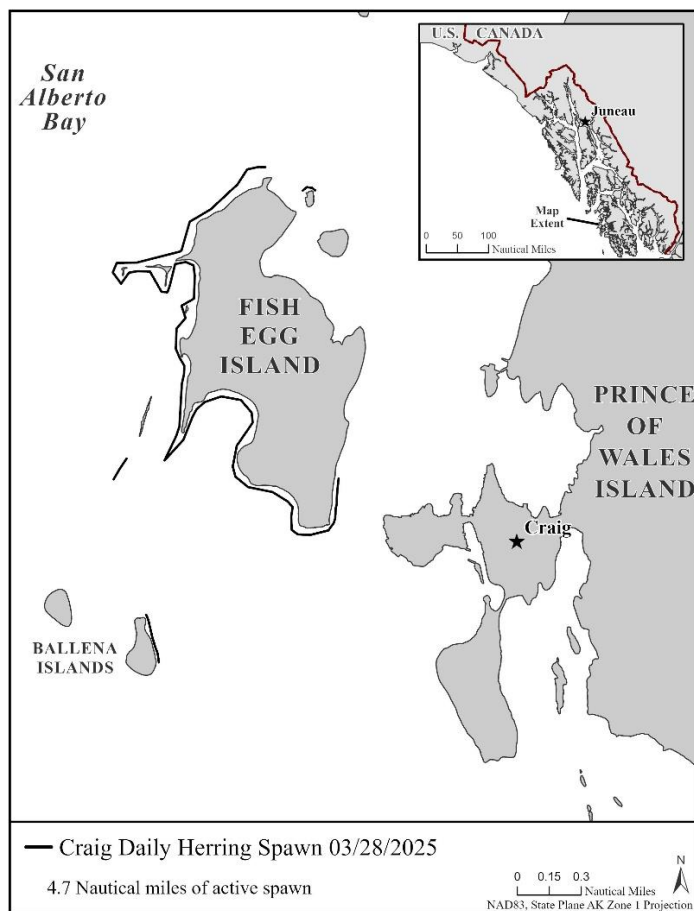 San
Alberto
Bay
U.S. CANADA
Juneau
Map
Extent
0 50 100
Nautical Miles
FISH
EGG
ISLAND
PRINCE
OF
WALES
ISLAND
Craig
BALLENA
ISLANDS
Craig Daily Herring Spawn 03/28/2025
4.7 Nautical miles of active spawn
0 0.15 0.3
Nautical Miles
N
NAD83, State Plane AK Zone 1 Projection